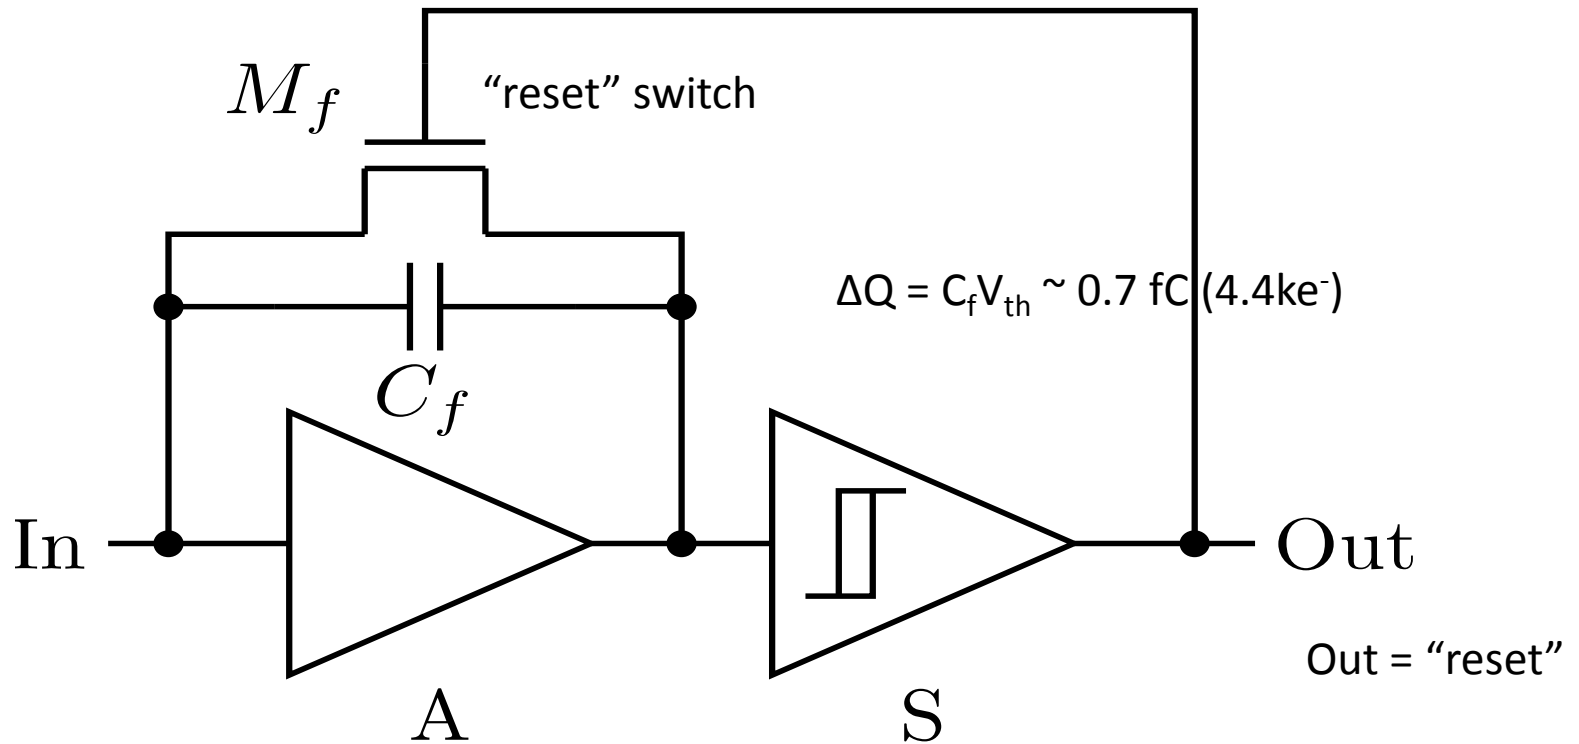 M_f
“reset” switch
ΔQ = C_fV_th ~ 0.7 fC (4.4ke⁻)
C_f
In
Out
Out = “reset”
A
S